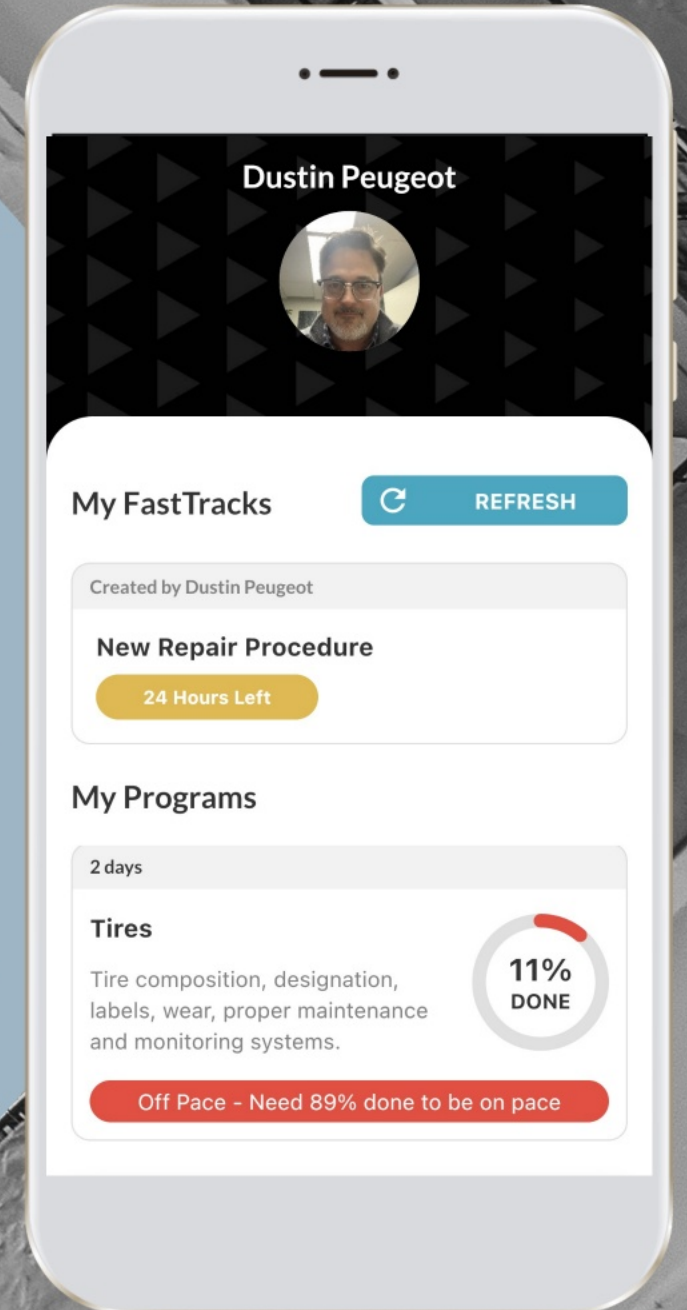 Dustin Peugeot
My FastTracks
REFRESH
Created by Dustin Peugeot
New Repair Procedure
24 Hours Left
My Programs
2 days
Tires
Tire composition, designation,
labels, wear, proper maintenance
and monitoring systems.
11%
DONE
Off Pace - Need 89% done to be on pace